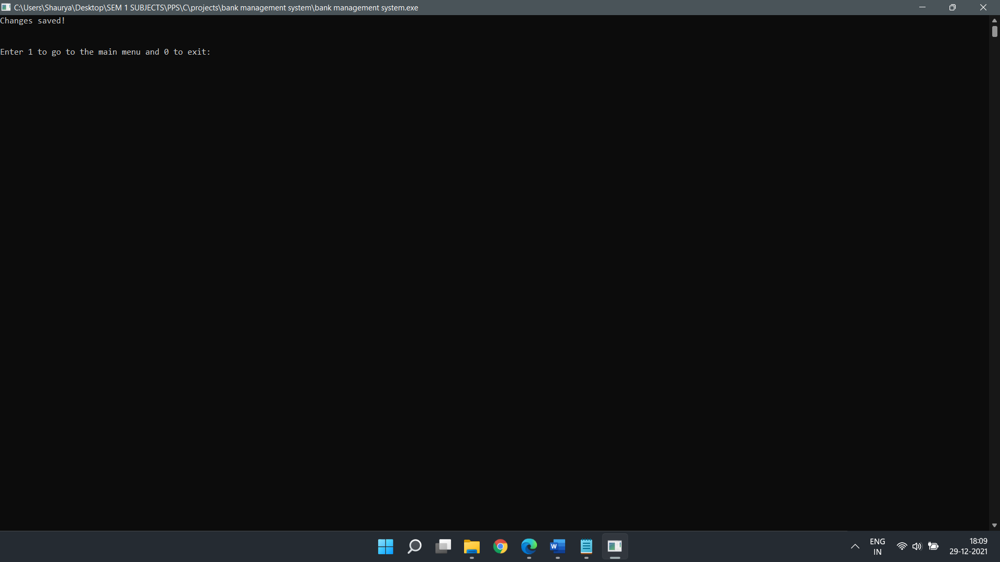 C:\Users\Shaurya\Desktop\SEM 1 SUBJECTS\PPS\C\projects\bank management system\bank management system.exe
Changes saved!
Enter 1 to go to the main menu and 0 to exit:
W
ENG
IN
18:09
29-12-2021